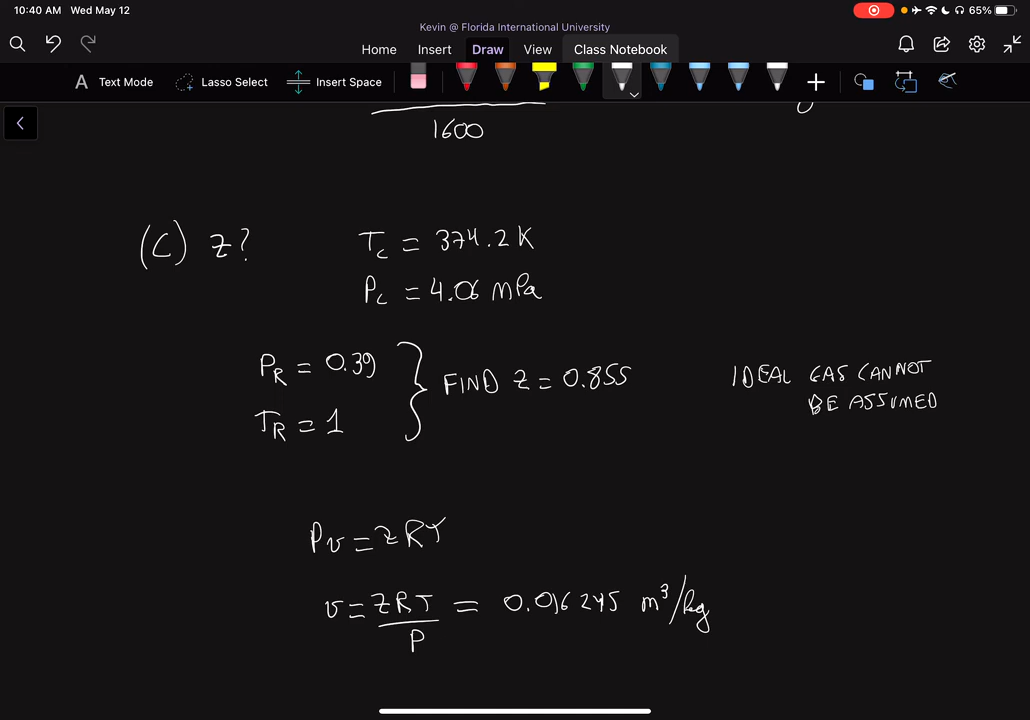 10:40 AM Wed May 12
65%
Kevin @ Florida International University
Home Insert Draw View Class Notebook
Text Mode Lasso Select Insert Space
1600
(C) Z? Tc = 374.2 K
Pc = 4.06 mPa
PR = 0.39
FIND Z = 0.855
IDEAL GAS CANNOT
BE ASSUMED
TR = 1
Pv = ZRT
v = ZRT / P = 0.016245 m³/kg